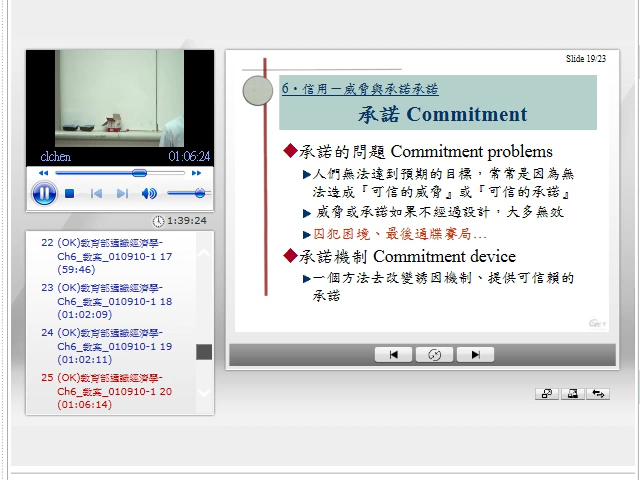 clchen
01:06:24
1:39:24
22 (OK)教育部通識經濟學-
Ch6_教案_010910-1 17
(59:46)
23 (OK)教育部通識經濟學-
Ch6_教案_010910-1 18
(01:02:09)
24 (OK)教育部通識經濟學-
Ch6_教案_010910-1 19
(01:02:11)
25 (OK)教育部通識經濟學-
Ch6_教案_010910-1 20
(01:06:14)
Slide 19/23
6‧信用－威脅與承諾承諾
承諾 Commitment
承諾的問題 Commitment problems
人們無法達到預期的目標，常常是因為無
法造成『可信的威脅』或『可信的承諾』
威脅或承諾如果不經過設計，大多無效
囚犯困境、最後通牒賽局…
承諾機制 Commitment device
一個方法去改變誘因機制、提供可信賴的
承諾